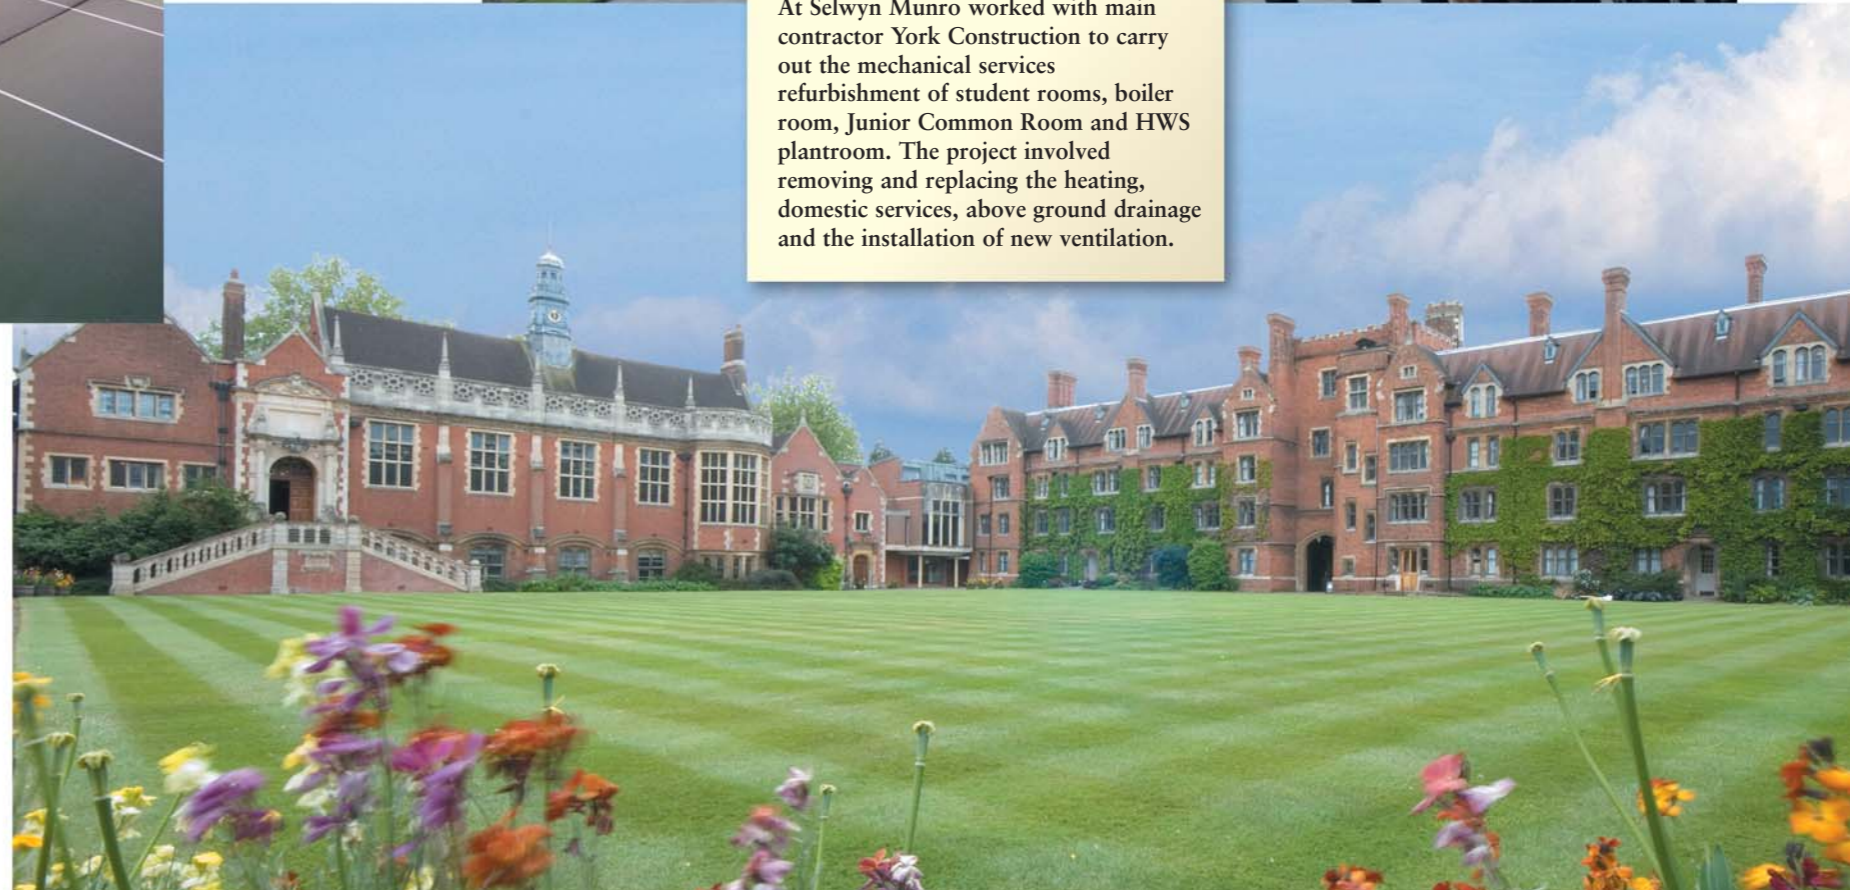 At Selwyn Munro worked with main
contractor York Construction to carry
out the mechanical services
refurbishment of student rooms, boiler
room, Junior Common Room and HWS
plantroom. The project involved
removing and replacing the heating,
domestic services, above ground drainage
and the installation of new ventilation.